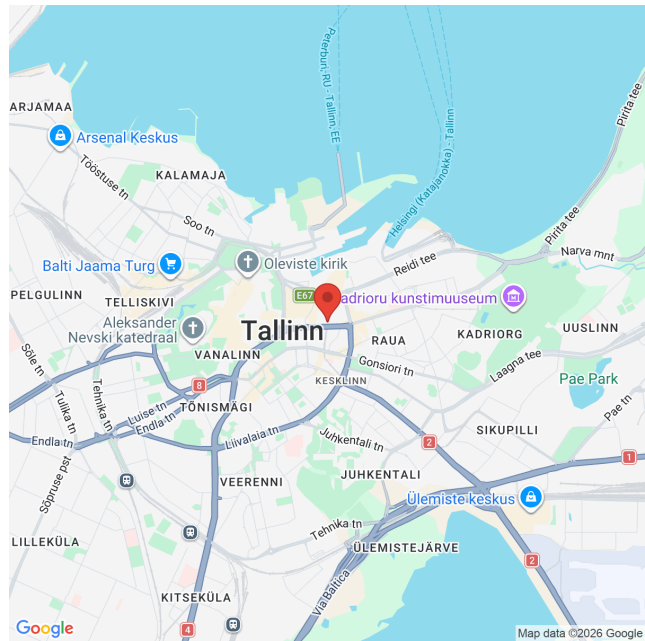 Peterburi, RU - Tallinn, EE
Helsingi (Katajanokka) - Tallinn
Pirita tee
ARJAMAA
Arsenal Keskus
Tööstuse tn
KALAMAJA
Soo tn
Pirita tee
Narva mnt
Balti Jaama Turg
Oleviste kirik
Reidi tee
PELGULINN
TELLISKIVI
E67
adrioru kunstimuuseum
Aleksander
Nevski katedraal
Tallinn
RAUA
KADRIORG
UUSLINN
VANALINN
Sõle tn
Gonsiori tn
Laagna tee
Pae Park
Tulika tn
Tehnika tn
8
KESKLINN
Luise tn
TÕNISMÄGI
Pae tn
Endla tn
Endla tn
Liivalaia tn
Juhkentali tn
2
SIKUPILLI
1
Sõpruse pst
VEERENNI
JUHKENTALI
Ülemiste keskus
Tehnika tn
LILLEKÜLA
ÜLEMISTEJÄRVE
2
Via Baltica
KITSEKÜLA
4
Google
Map data ©2026 Google